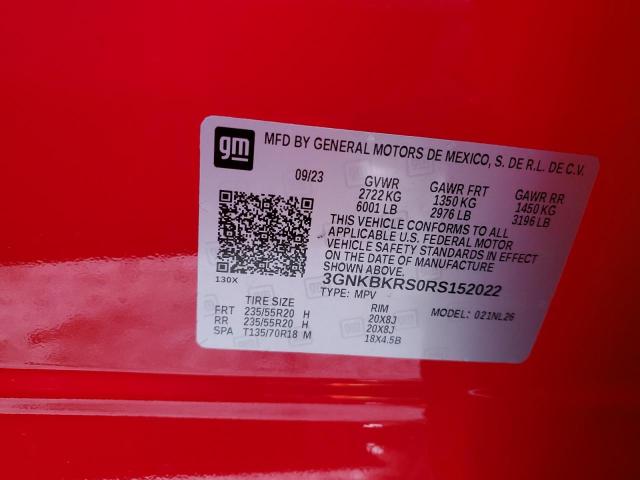 gm MFD BY GENERAL MOTORS DE MEXICO, S. DE R.L. DE C.V.
09/23 GVWR GAWR FRT GAWR RR
2722 KG 1350 KG 1450 KG
6001 LB 2976 LB 3196 LB
THIS VEHICLE CONFORMS TO ALL
APPLICABLE U.S. FEDERAL MOTOR
VEHICLE SAFETY STANDARDS IN EFFECT
ON THE DATE OF MANUFACTURE
SHOWN ABOVE.
130X 3GNKBKRS0RS152022
TYPE: MPV MODEL: 021NL26
TIRE SIZE RIM
FRT 235/55R20 H 20X8J
RR 235/55R20 H 20X8J
SPA T135/70R18 M 18X4.5B